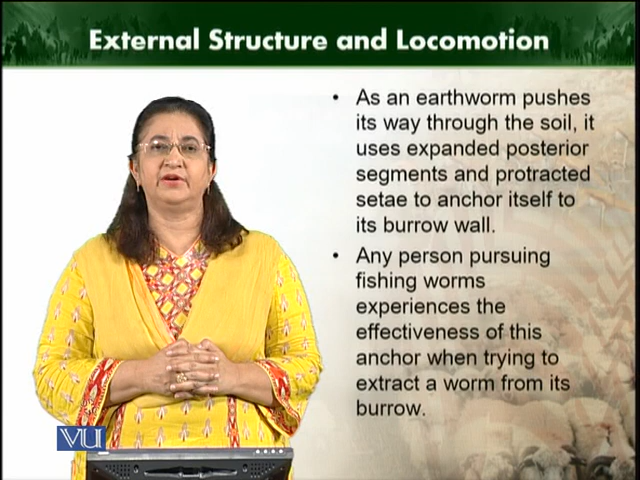 External Structure and Locomotion
• As an earthworm pushes
its way through the soil, it
uses expanded posterior
segments and protracted
setae to anchor itself to
its burrow wall.
• Any person pursuing
fishing worms
experiences the
effectiveness of this
anchor when trying to
extract a worm from its
burrow.
VU